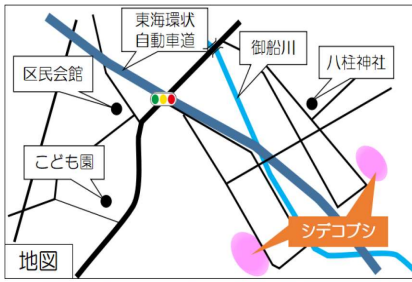 東海環状
自動車道
御船川
八柱神社
区民会館
こども園
シデコブシ
地図